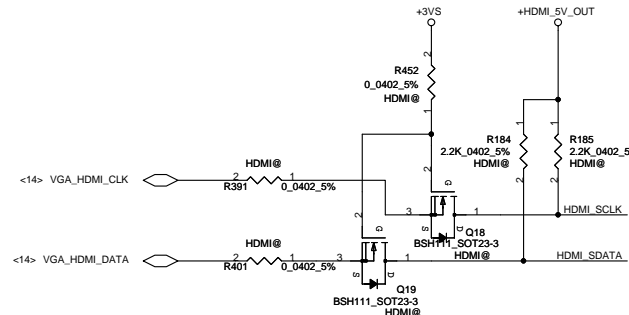 +3VS
+HDMI_5V_OUT
2
R452
0_0402_5%
HDMI@
1
1
1
R184
2.2K_0402_5%
HDMI@
R185
2.2K_0402_5%
HDMI@
2
2
<14> VGA_HDMI_CLK
2
HDMI@
R391
1
0_0402_5%
2
2
G
3
S
D
1
HDMI_SCLK
Q18
BSH111_SOT23-3
HDMI@
<14> VGA_HDMI_DATA
2
HDMI@
R401
1
0_0402_5%
G
3
S
D
1
HDMI_SDATA
Q19
BSH111_SOT23-3
HDMI@